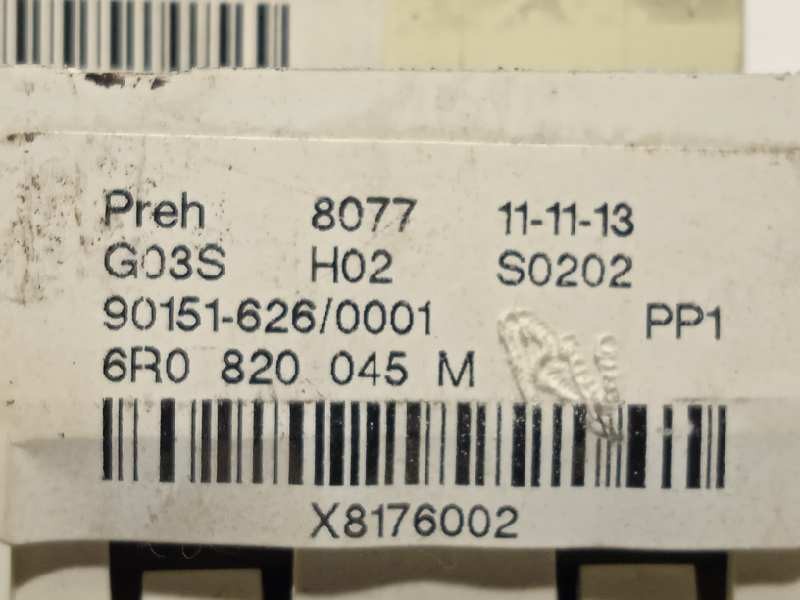 Preh 8077 11-11-13
G03S H02 S0202
90151-626/0001 PP1
6R0 820 045 M
X8176002